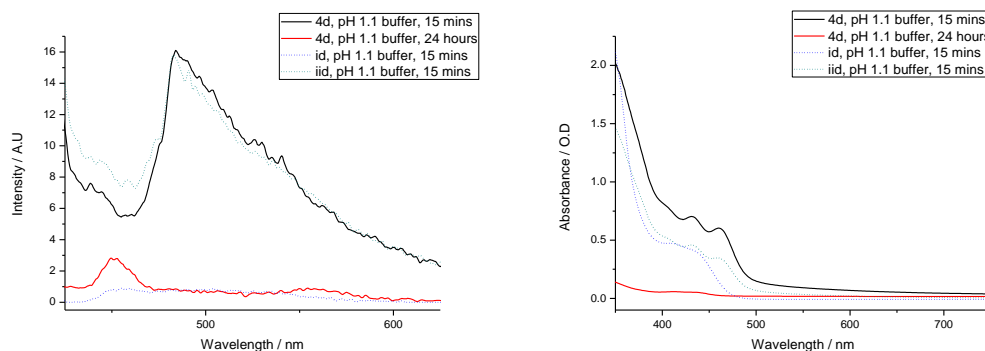 4d, pH 1.1 buffer, 15 mins
4d, pH 1.1 buffer, 24 hours
id, pH 1.1 buffer, 15 mins
iid, pH 1.1 buffer, 15 mins
16
14
12
10
8
6
4
2
0
Intensity / A.U
500
600
Wavelength / nm
4d, pH 1.1 buffer, 15 mins
4d, pH 1.1 buffer, 24 hours
id, pH 1.1 buffer, 15 mins
iid, pH 1.1 buffer, 15 mins
2.0
1.5
1.0
0.5
0.0
Absorbance / O.D
400
500
600
700
Wavelength / nm